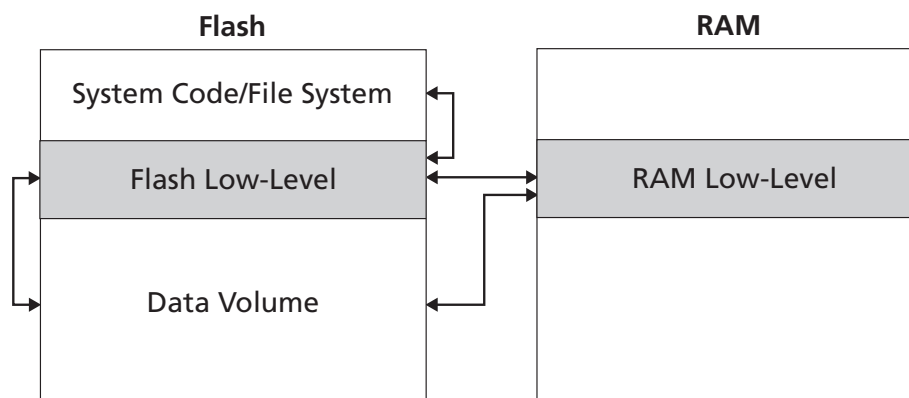 Flash
RAM
System Code/File System
Flash Low-Level
RAM Low-Level
Data Volume